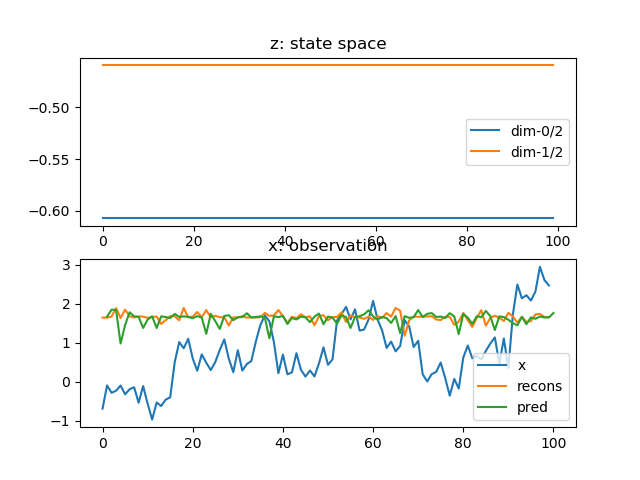 z: state space
−0.50
−0.55
−0.60
dim-0/2
dim-1/2
0 20 40 60 80 100
x: observation
3
2
1
0
−1
x
recons
pred
0 20 40 60 80 100